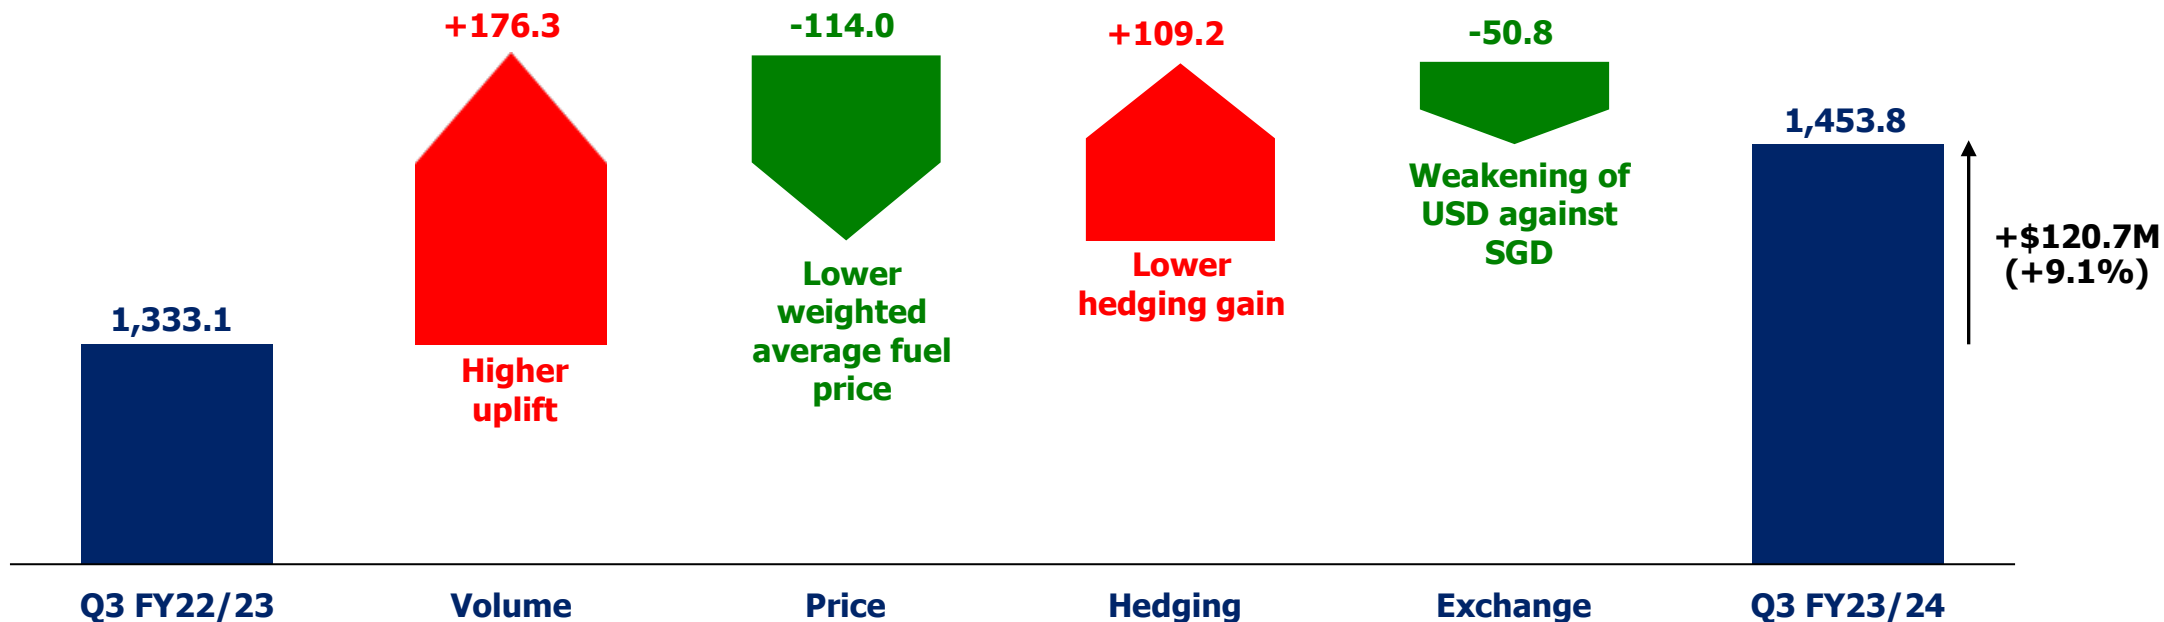 +176.3
-114.0
+109.2
-50.8
1,453.8
Weakening of
USD against
SGD
+$120.7M
(+9.1%)
Lower
hedging gain
Lower
weighted
average fuel
price
1,333.1
Higher
uplift
Q3 FY22/23
Volume
Price
Hedging
Exchange
Q3 FY23/24